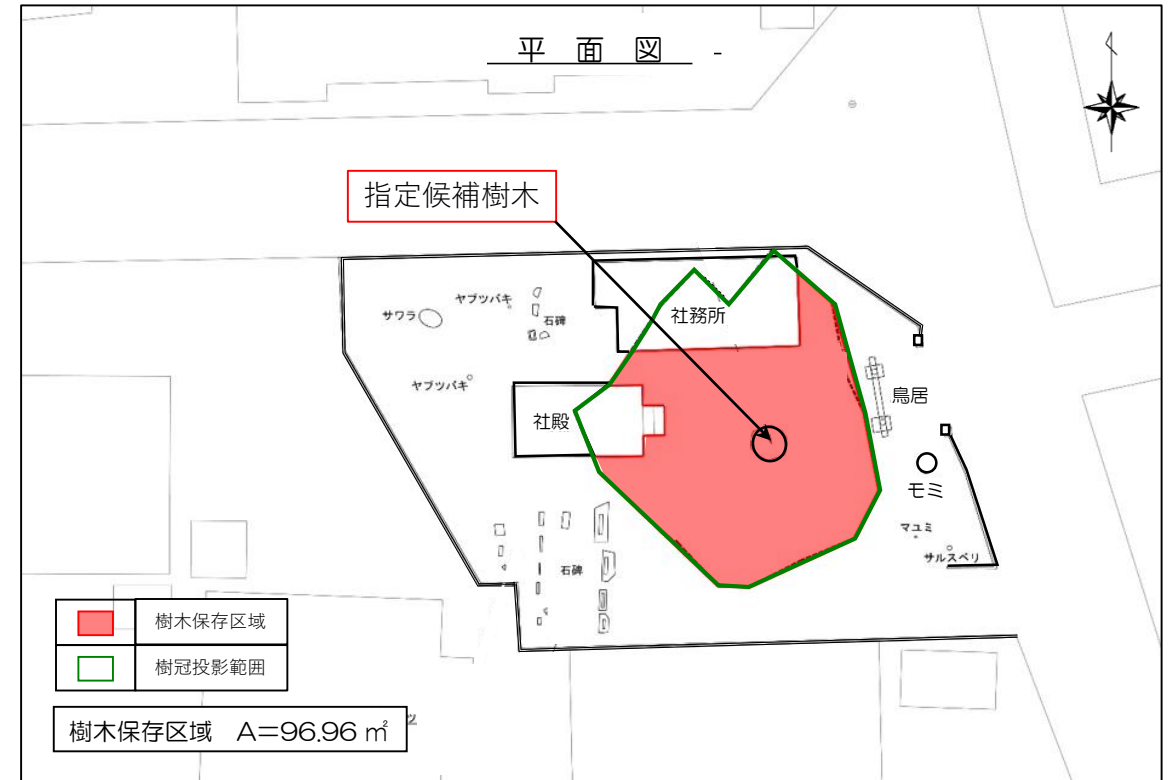 平 面 図 -
指定候補樹木
ヤブツバキ
サワラ
石碑
社務所
ヤブツバキ
鳥居
社殿
モミ
マユミ
サルスベリ
石碑
樹木保存区域
樹冠投影範囲
樹木保存区域 A=96.96 ㎡